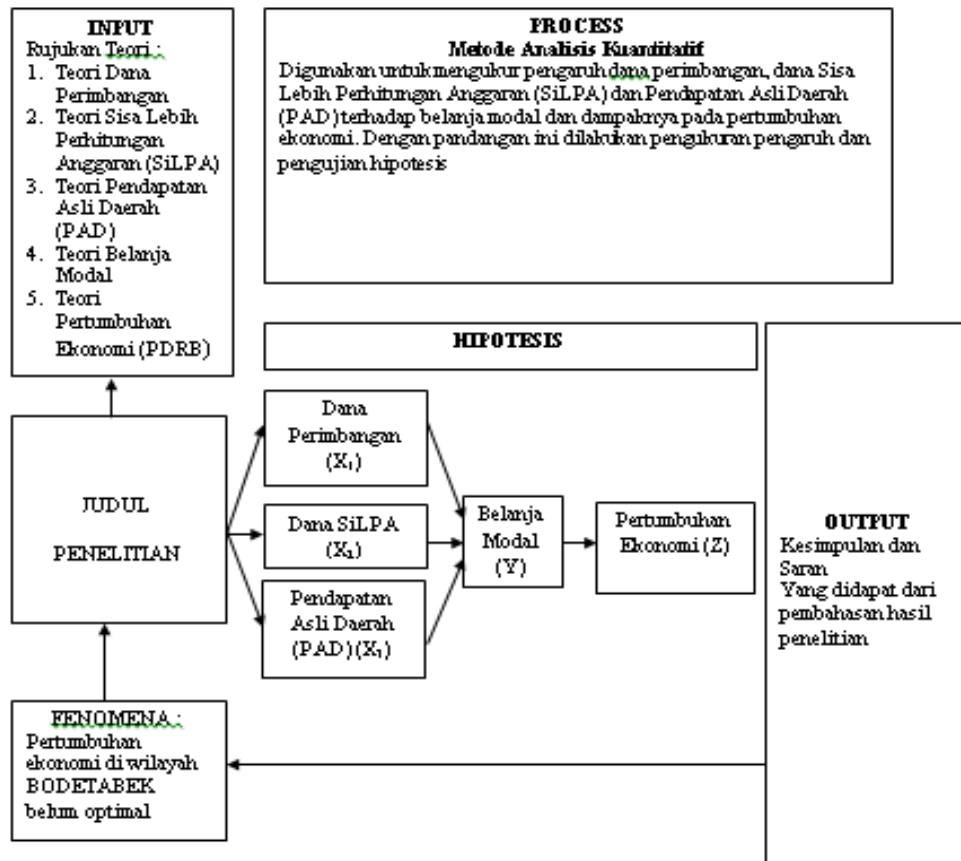 INPUT
Rujukan Teori :
1. Teori Dana
Perimbangan
2. Teori Sisa Lebih
Perhitungan
Anggaran (SiLPA)
3. Teori Pendapatan
Asli Daerah
(PAD)
4. Teori Belanja
Modal
5. Teori
Pertumbuhan
Ekonomi (PDRB)
PROCESS
Metode Analisis Kuantitatif
Digunakan untuk mengukur pengaruh dana perimbangan, dana Sisa
Lebih Perhitungan Anggaran (SiLPA) dan Pendapatan Asli Daerah
(PAD) terhadap belanja modal dan dampaknya pada pertumbuhan
ekonomi. Dengan pandangan ini dilakukan pengukuran pengaruh dan
pengujian hipotesis
HIPOTESIS
JUDUL
PENELITIAN
Dana
Perimbangan
(X₁)
Dana SiLPA
(X₂)
Pendapatan
Asli Daerah
(PAD)
Belanja
Modal
(Y)
Pertumbuhan
Ekonomi (Z)
OUTPUT
Kesimpulan dan
Saran
Yang didapat dari
pembahasan hasil
penelitian
FENOMENA :
Pertumbuhan
ekonomi di wilayah
BODETABEK
belum optimal